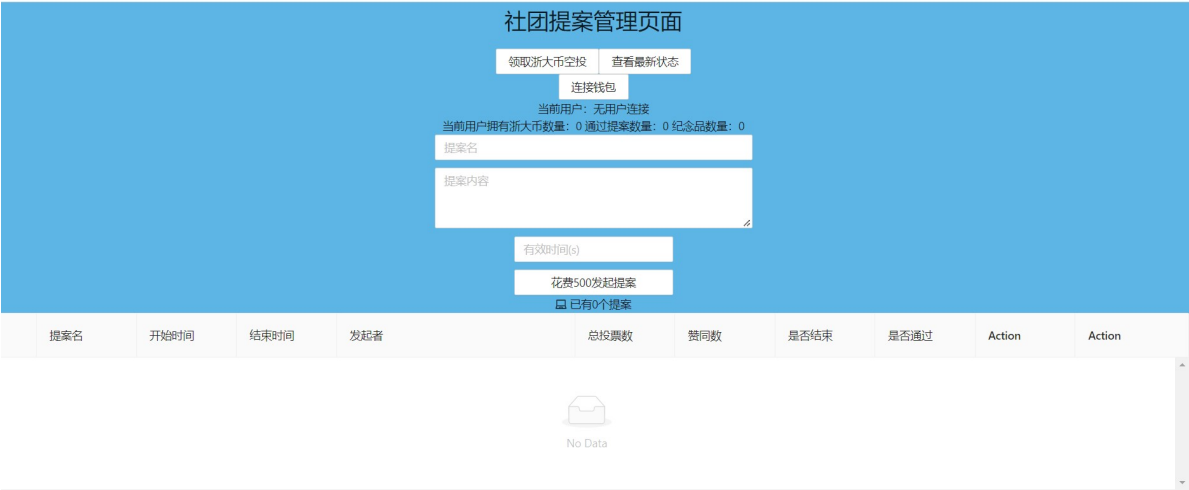 社团提案管理页面
领取浙大币空投 查看最新状态
连接钱包
当前用户：无用户连接
当前用户拥有浙大币数量：0 通过提案数量：0 纪念品数量：0
提案名
提案内容
有效时间(s)
花费500发起提案
已有0个提案
提案名 开始时间 结束时间 发起者 总投票数 赞同数 是否结束 是否通过 Action Action
No Data